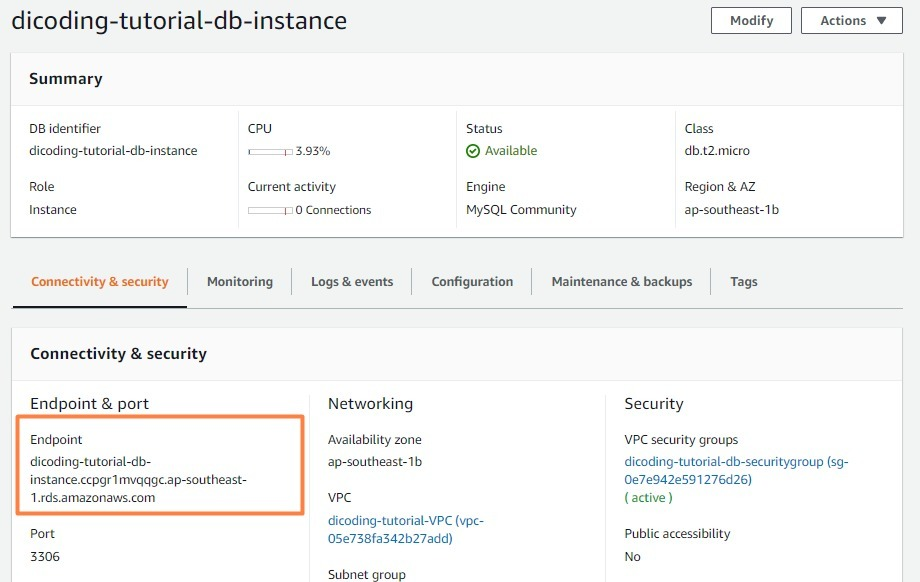 dicoding-tutorial-db-instance
Modify
Actions
Summary
DB identifier
dicoding-tutorial-db-instance
CPU
3.93%
Status
Available
Class
db.t2.micro
Role
Instance
Current activity
0 Connections
Engine
MySQL Community
Region & AZ
ap-southeast-1b
Connectivity & security
Monitoring
Logs & events
Configuration
Maintenance & backups
Tags
Connectivity & security
Endpoint & port
Endpoint
dicoding-tutorial-db-
instance.ccpgr1mvqqgc.ap-southeast-
1.rds.amazonaws.com
Port
3306
Networking
Availability zone
ap-southeast-1b
VPC
dicoding-tutorial-VPC (vpc-
05e738fa342b27add)
Subnet group
Security
VPC security groups
dicoding-tutorial-db-securitygroup (sg-
0e7e942e591276d26)
( active )
Public accessibility
No